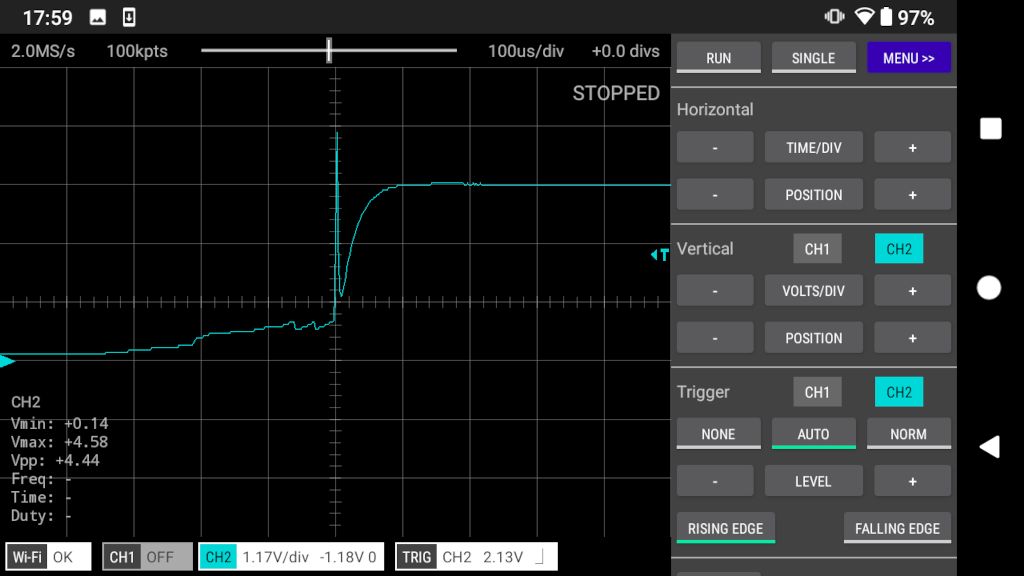 17:59 97%
2.0MS/s 100kpts 100us/div +0.0 divs
STOPPED
T
CH2
Vmin: +0.14
Vmax: +4.58
Vpp: +4.44
Freq: -
Time: -
Duty: -
Wi-Fi OK CH1 OFF CH2 1.17V/div -1.18V 0 TRIG CH2 2.13V
RUN SINGLE MENU >>
Horizontal
- TIME/DIV +
- POSITION +
Vertical CH1 CH2
- VOLTS/DIV +
- POSITION +
Trigger CH1 CH2
NONE AUTO NORM
- LEVEL +
RISING EDGE FALLING EDGE